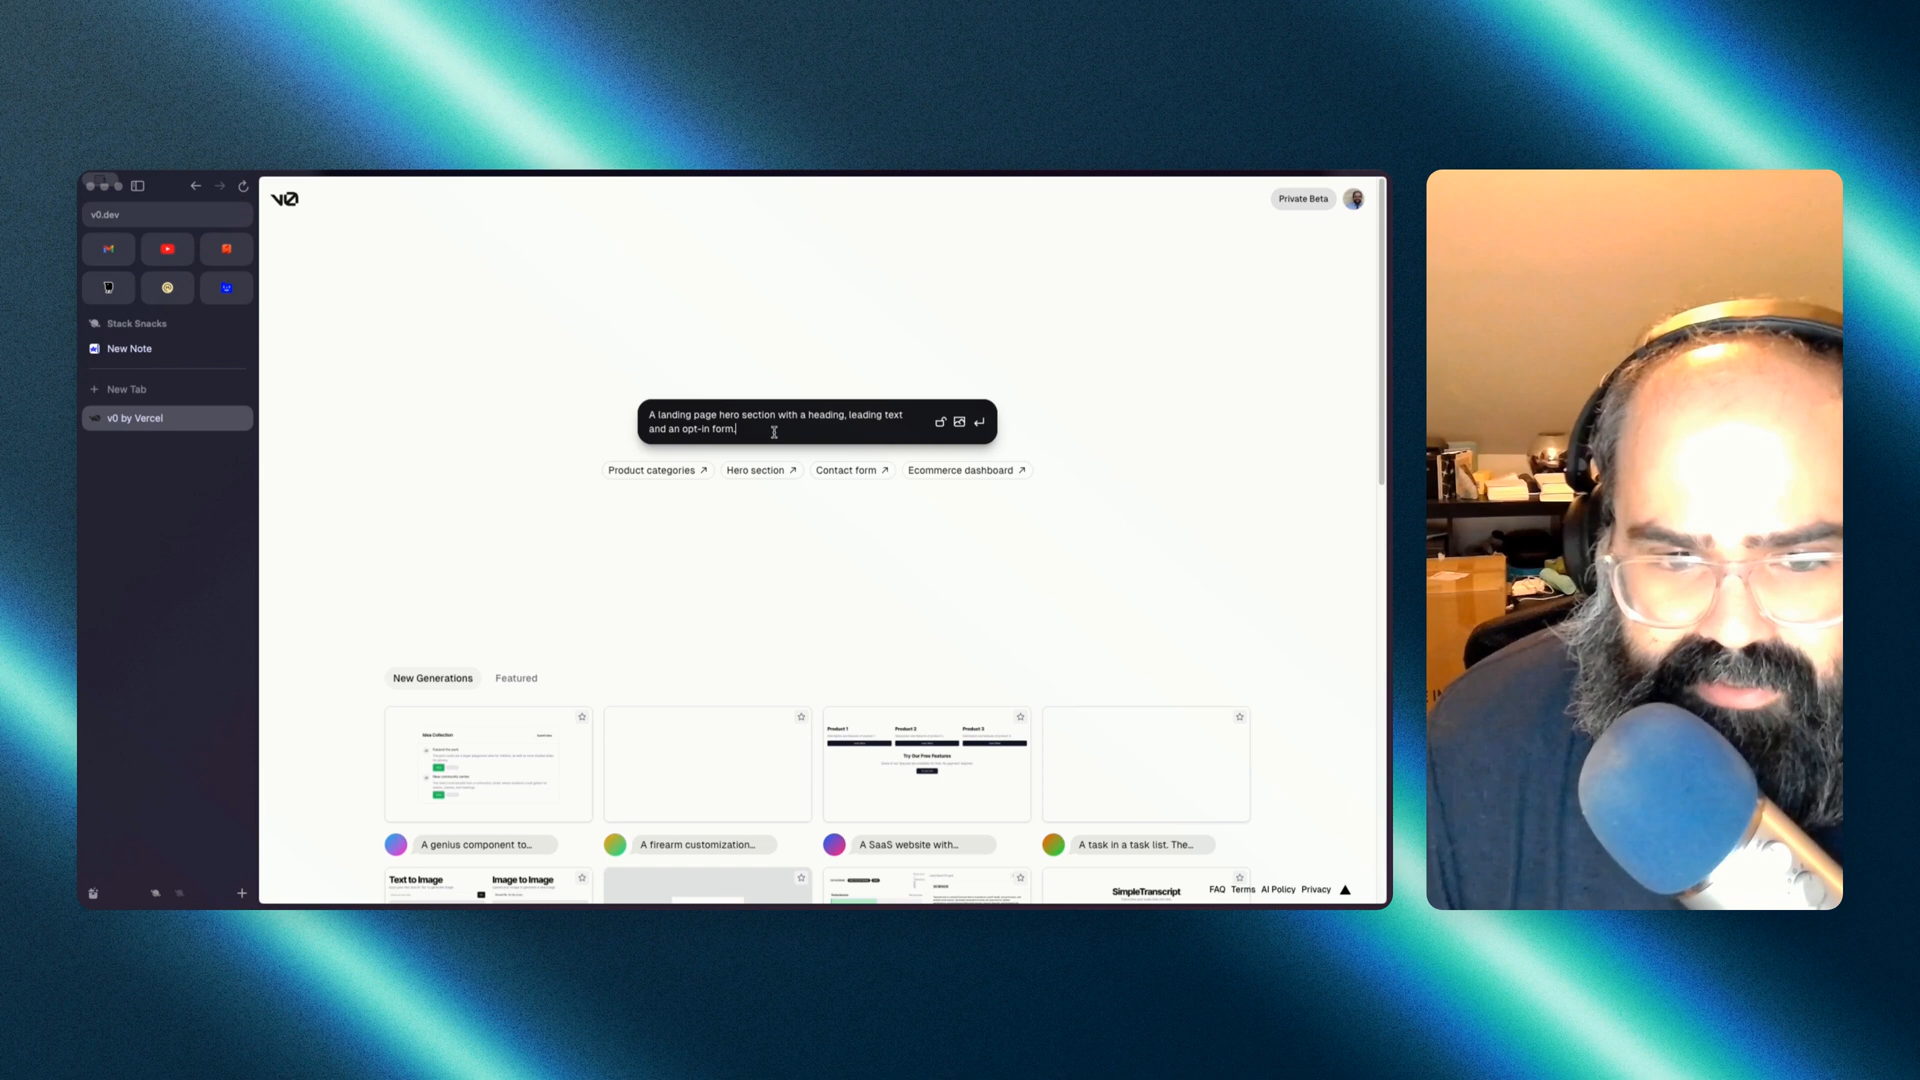 v0.dev
Stack Snacks
New Note
New Tab
v0 by Vercel
v0
Private Beta
A landing page hero section with a heading, leading text
and an opt-in form.
Product categories
Hero section
Contact form
Ecommerce dashboard
New Generations
Featured
Idea Collection
Product 1
Product 2
Product 3
Try Our Free Features
A genius component to...
A firearm customization...
A SaaS website with...
A task in a task list. The...
Text to Image
Image to Image
SCIENCE
SimpleTranscript
FAQ Terms AI Policy Privacy